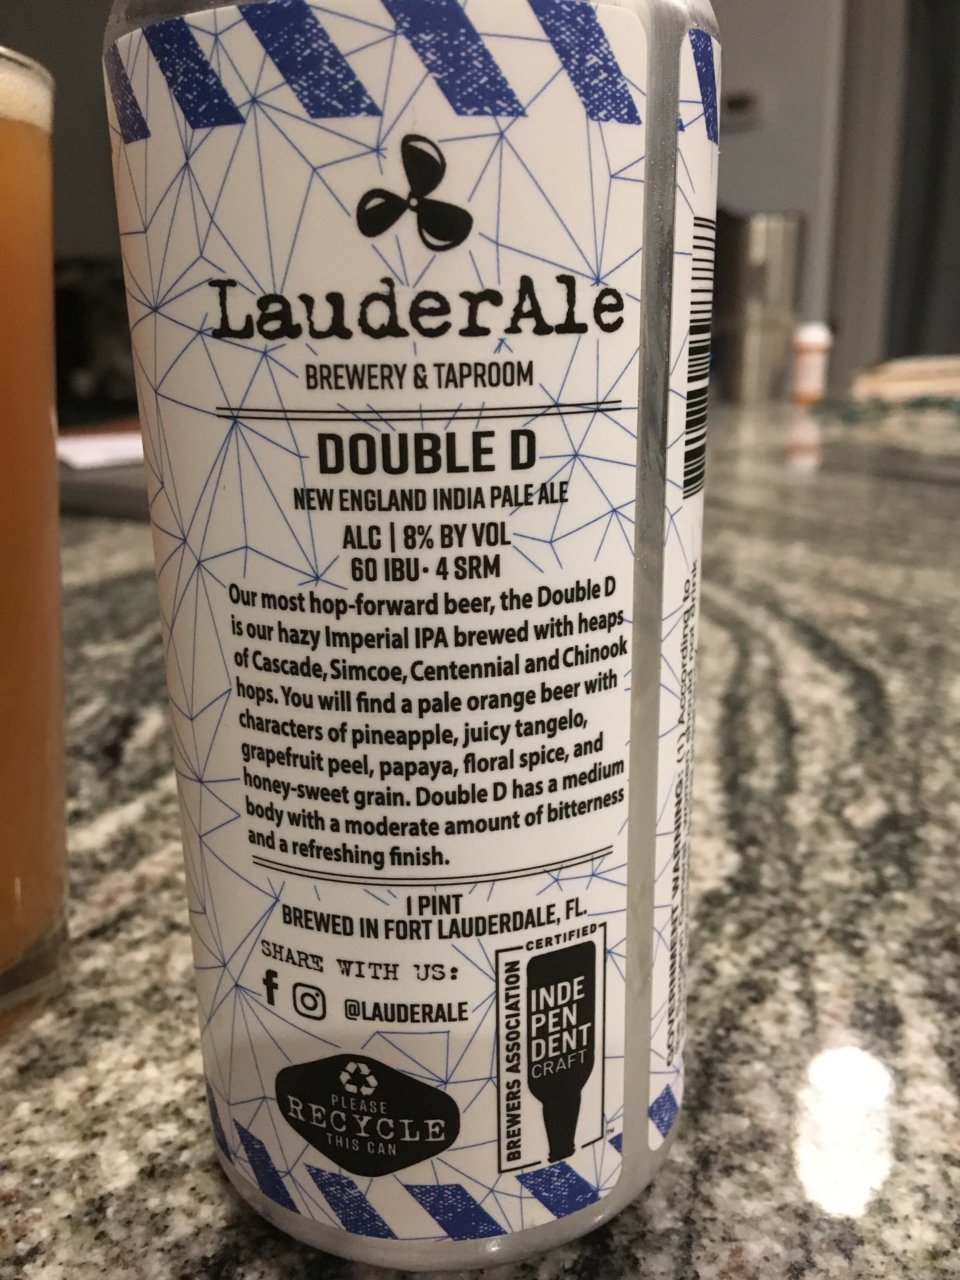 LauderAle
BREWERY & TAPROOM
DOUBLE D
NEW ENGLAND INDIA PALE ALE
ALC | 8% BY VOL
60 IBU · 4 SRM
Our most hop-forward beer, the Double D
is our hazy Imperial IPA brewed with heaps
of Cascade, Simcoe, Centennial and Chinook
hops. You will find a pale orange beer with
characters of pineapple, juicy tangelo,
grapefruit peel, papaya, floral spice, and
honey-sweet grain. Double D has a medium
body with a moderate amount of bitterness
and a refreshing finish.
1 PINT
BREWED IN FORT LAUDERDALE, FL.
SHARE WITH US:
f @LAUDERALE
PLEASE
RECYCLE
THIS CAN
CERTIFIED
BREWERS ASSOCIATION
INDE
PEN
DENT
CRAFT
™
GOVERNMENT WARNING: (1) According to
women should not drink